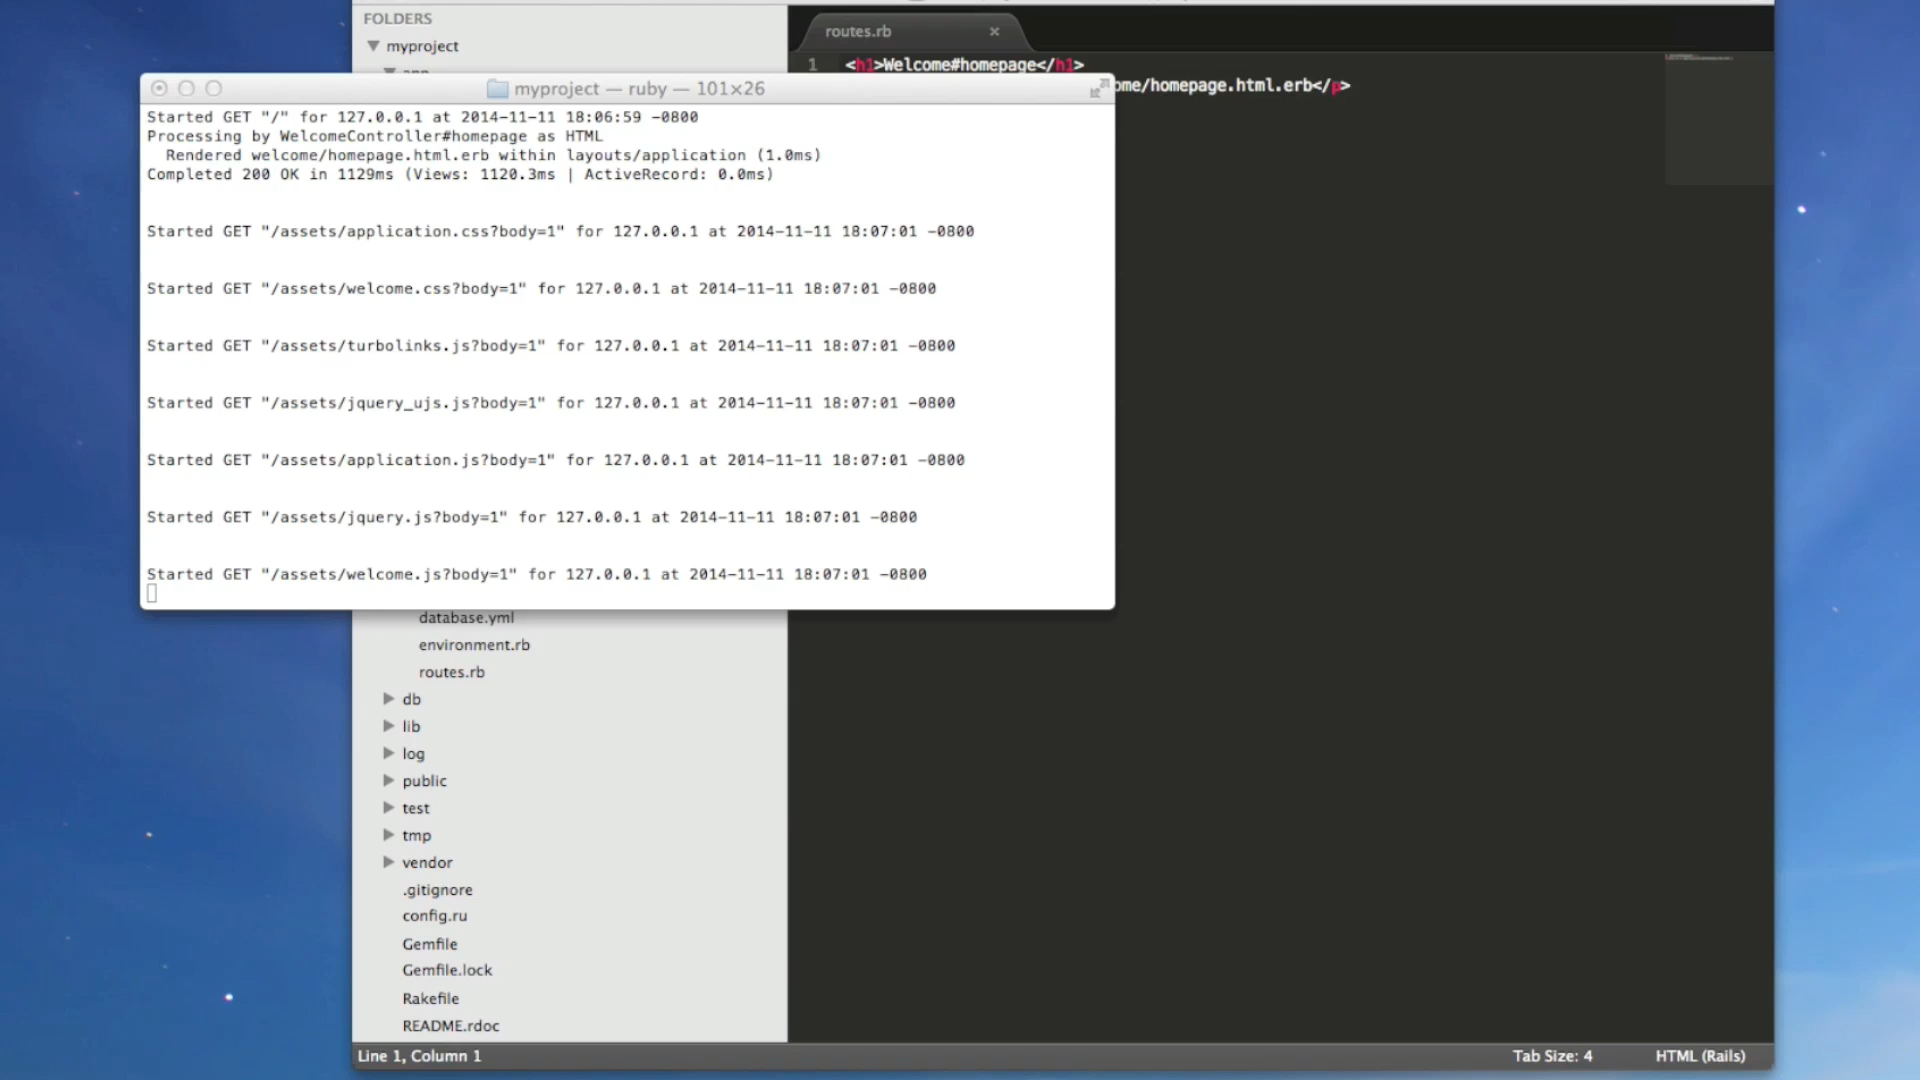 FOLDERS
myproject
routes.rb
1 <h1>Welcome#homepage</h1>
ome/homepage.html.erb</p>
myproject — ruby — 101×26
Started GET "/" for 127.0.0.1 at 2014-11-11 18:06:59 -0800
Processing by WelcomeController#homepage as HTML
Rendered welcome/homepage.html.erb within layouts/application (1.0ms)
Completed 200 OK in 1129ms (Views: 1120.3ms | ActiveRecord: 0.0ms)
Started GET "/assets/application.css?body=1" for 127.0.0.1 at 2014-11-11 18:07:01 -0800
Started GET "/assets/welcome.css?body=1" for 127.0.0.1 at 2014-11-11 18:07:01 -0800
Started GET "/assets/turbolinks.js?body=1" for 127.0.0.1 at 2014-11-11 18:07:01 -0800
Started GET "/assets/jquery_ujs.js?body=1" for 127.0.0.1 at 2014-11-11 18:07:01 -0800
Started GET "/assets/application.js?body=1" for 127.0.0.1 at 2014-11-11 18:07:01 -0800
Started GET "/assets/jquery.js?body=1" for 127.0.0.1 at 2014-11-11 18:07:01 -0800
Started GET "/assets/welcome.js?body=1" for 127.0.0.1 at 2014-11-11 18:07:01 -0800
database.yml
environment.rb
routes.rb
db
lib
log
public
test
tmp
vendor
.gitignore
config.ru
Gemfile
Gemfile.lock
Rakefile
README.rdoc
Line 1, Column 1
Tab Size: 4
HTML (Rails)